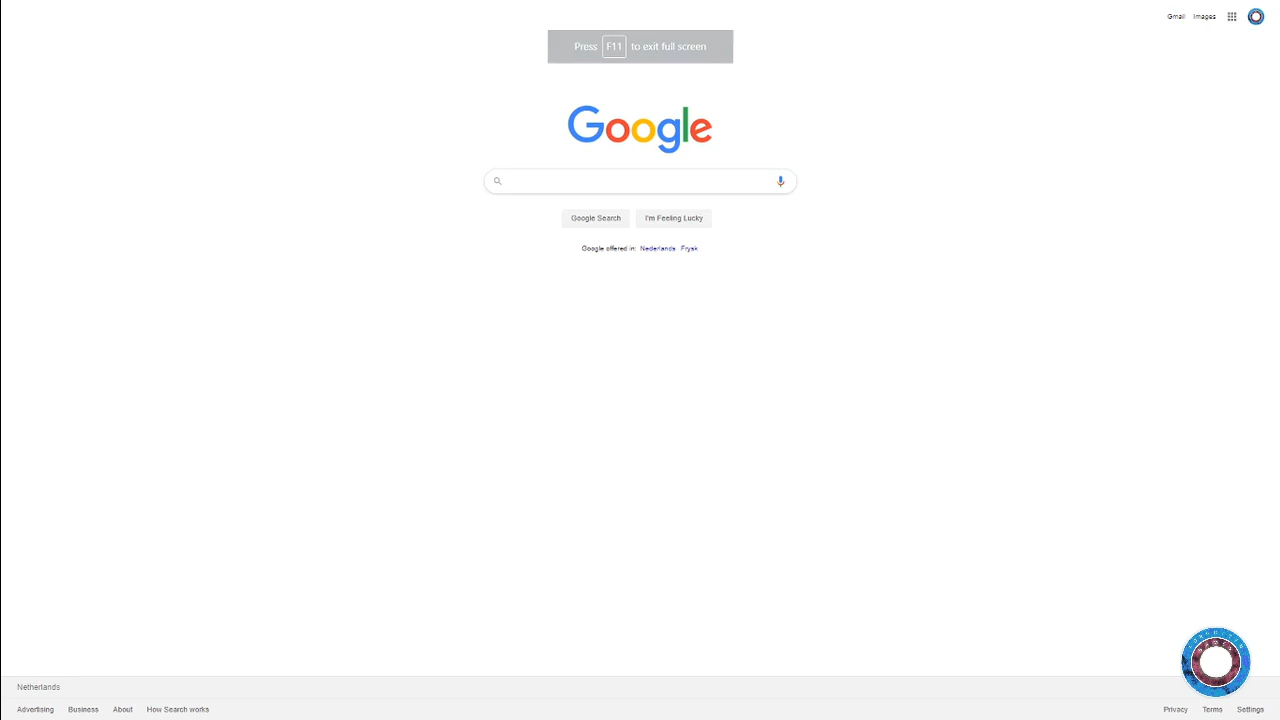 Gmail Images
Press F11 to exit full screen
Google
Google Search I'm Feeling Lucky
Google offered in: Nederlands Frysk
Netherlands
Advertising Business About How Search works
Privacy Terms Settings